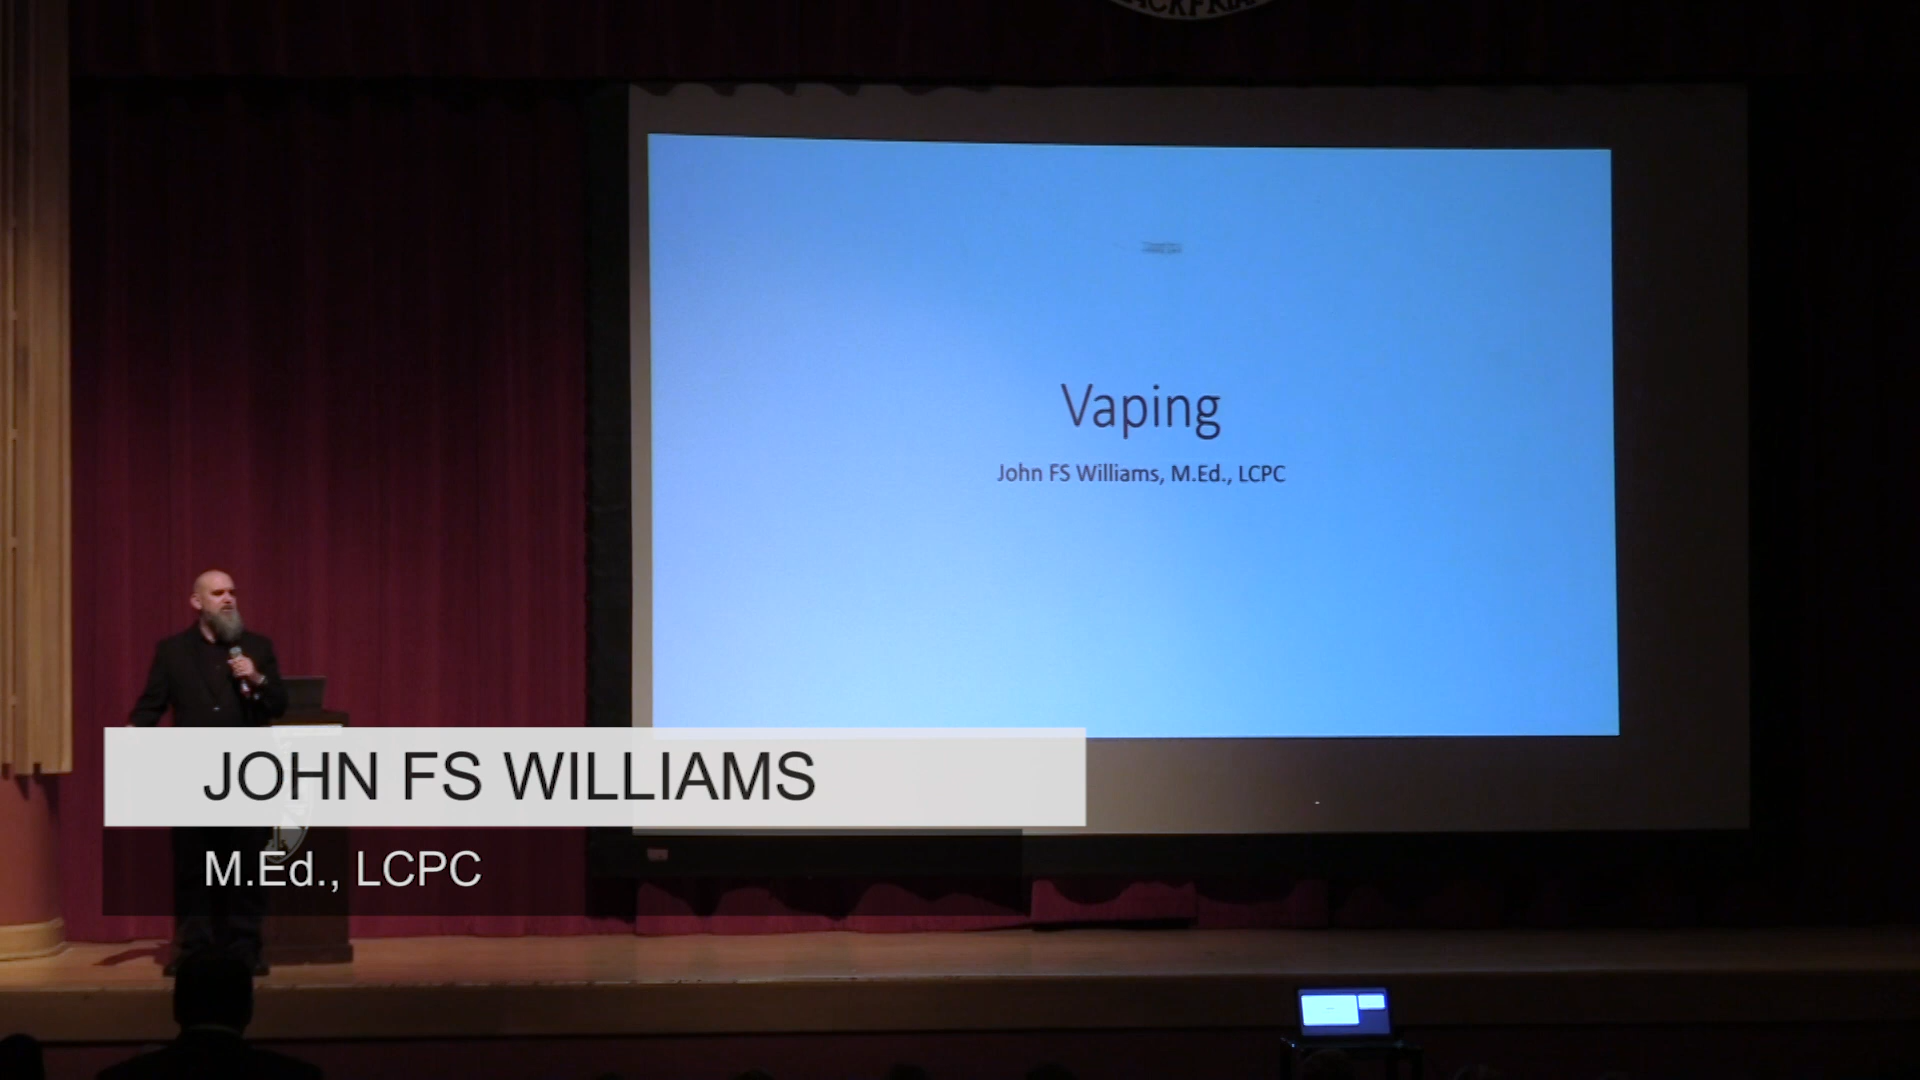 Vaping
John FS Williams, M.Ed., LCPC
JOHN FS WILLIAMS
M.Ed., LCPC